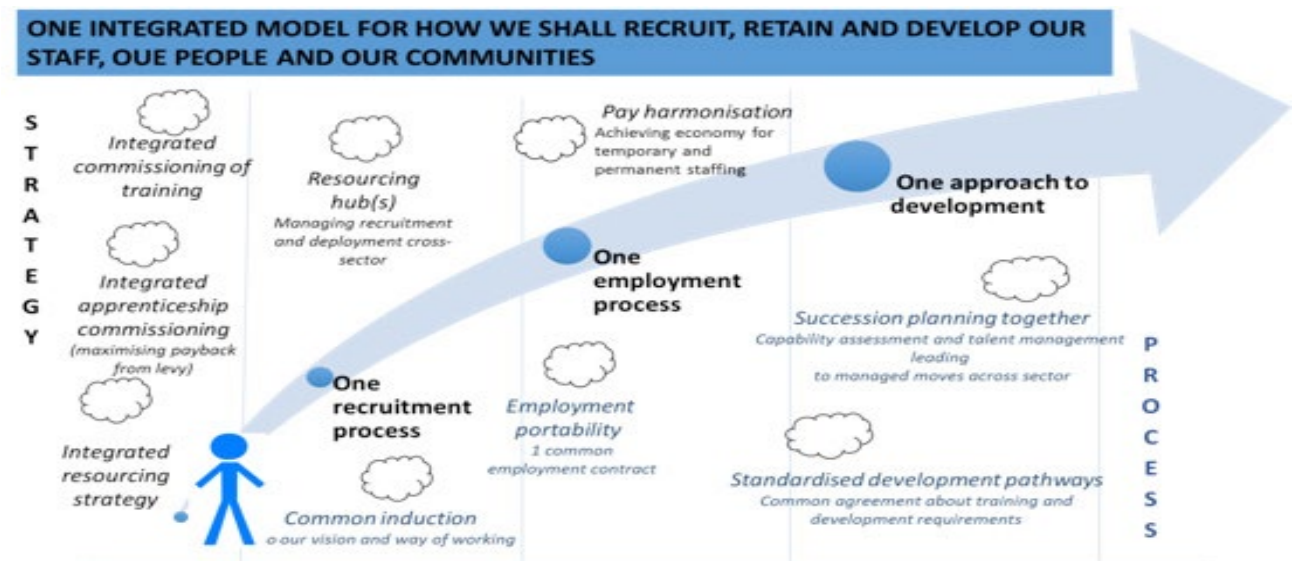 ONE INTEGRATED MODEL FOR HOW WE SHALL RECRUIT, RETAIN AND DEVELOP OUR
STAFF, OUE PEOPLE AND OUR COMMUNITIES
STRATEGY
Integrated
commissioning of
training
Integrated
apprenticeship
commissioning
(maximising payback
from levy)
Integrated
resourcing
strategy
Resourcing
hub(s)
Managing recruitment
and deployment cross-
sector
One
recruitment
process
Common induction
o our vision and way of working
Pay harmonisation
Achieving economy for
temporary and
permanent staffing
One
employment
process
Employment
portability
1 common
employment contract
One approach to
development
Succession planning together
Capability assessment and talent management
leading
to managed moves across sector
Standardised development pathways
Common agreement about training and
development requirements
PROCESS